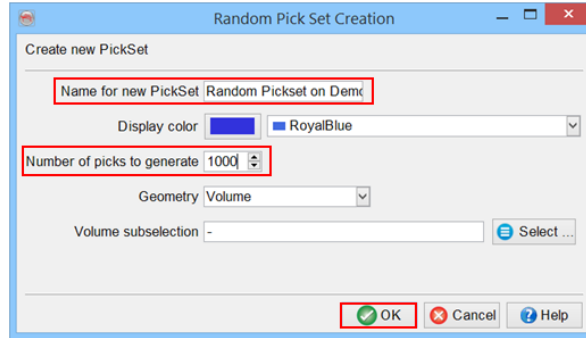 Random Pick Set Creation
Create new PickSet
Name for new PickSet Random Pickset on Demo
Display color RoyalBlue
Number of picks to generate 1000
Geometry Volume
Volume subselection -
Select ...
OK Cancel Help